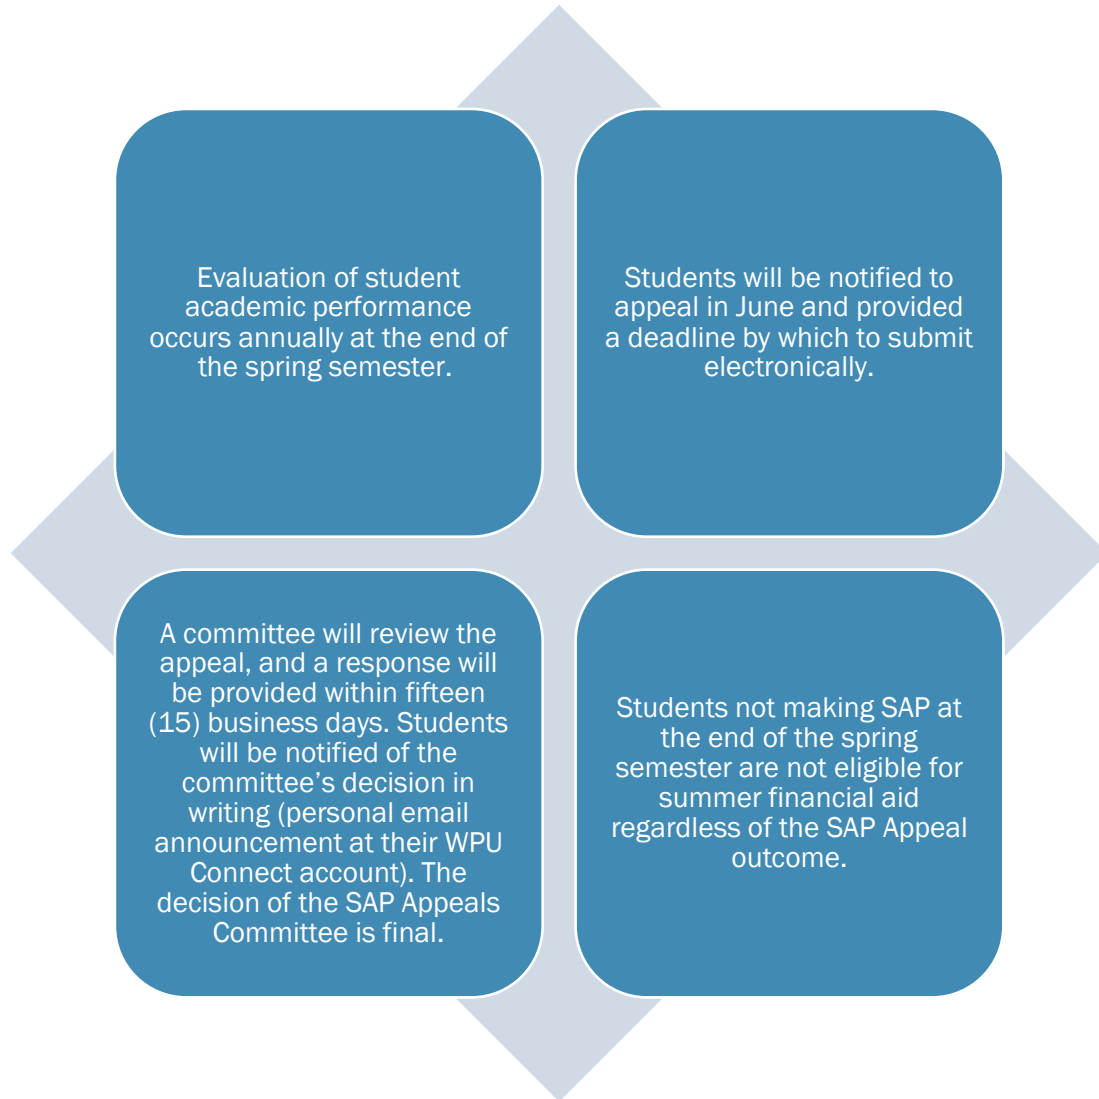 Evaluation of student
academic performance
occurs annually at the end of
the spring semester.
Students will be notified to
appeal in June and provided
a deadline by which to submit
electronically.
A committee will review the
appeal, and a response will
be provided within fifteen
(15) business days. Students
will be notified of the
committee’s decision in
writing (personal email
announcement at their WPU
Connect account). The
decision of the SAP Appeals
Committee is final.
Students not making SAP at
the end of the spring
semester are not eligible for
summer financial aid
regardless of the SAP Appeal
outcome.